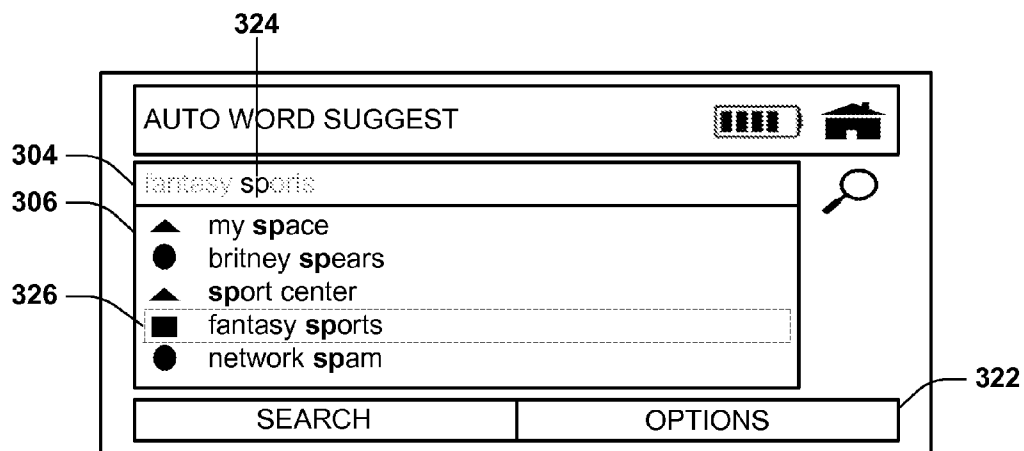 324
AUTO WORD SUGGEST
304
fantesy sports
306
my space
britney spears
sport center
326
fantasy sports
network spam
322
SEARCH OPTIONS